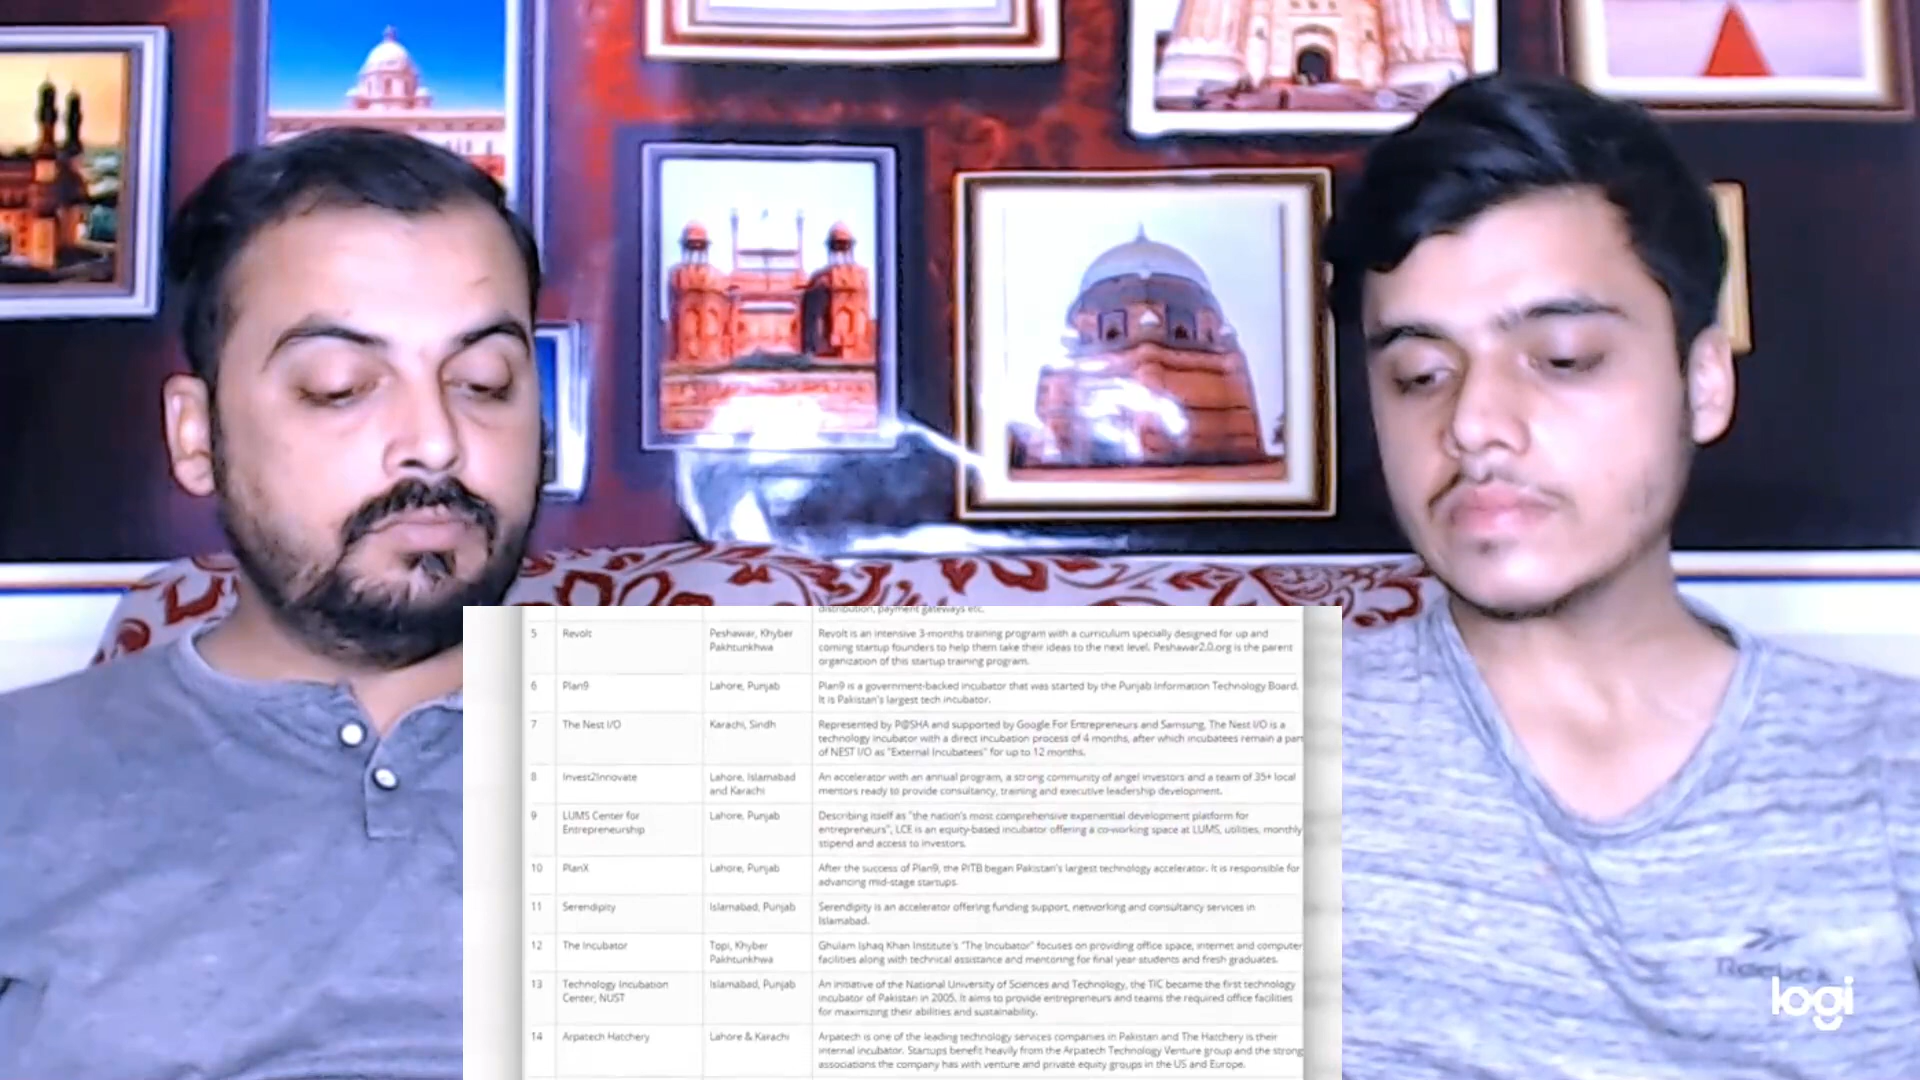 distribution, payment gateways etc.
5 Revolt Peshawar, Khyber Revolt is an intensive 3-months training program with a curriculum specially designed for up and
Pakhtunkhwa coming startup founders to help them take their ideas to the next level. Peshawar2.0.org is the parent
organization of this startup training program.
6 Plan9 Lahore, Punjab Plan9 is a government-backed incubator that was started by the Punjab Information Technology Board.
It is Pakistan's largest tech incubator.
7 The Nest I/O Karachi, Sindh Represented by P@SHA and supported by Google For Entrepreneurs and Samsung, The Nest I/O is a
technology incubator with a direct incubation process of 4 months, after which incubatees remain a part
of NEST I/O as "External Incubatees" for up to 12 months.
8 Invest2Innovate Lahore, Islamabad An accelerator with an annual program, a strong community of angel investors and a team of 35+ local
and Karachi mentors ready to provide consultancy, training and executive leadership development.
9 LUMS Center for Lahore, Punjab Describing itself as "the nation's most comprehensive experiential development platform for
Entrepreneurship entrepreneurs", LCE is an equity-based incubator offering a co-working space at LUMS, utilities, monthly
stipend and access to investors.
10 PlanX Lahore, Punjab After the success of Plan9, the PITB began Pakistan's largest technology accelerator. It is responsible for
advancing mid-stage startups.
11 Serendipity Islamabad, Punjab Serendipity is an accelerator offering funding support, networking and consultancy services in
Islamabad.
12 The Incubator Topi, Khyber Ghulam Ishaq Khan Institute's "The Incubator" focuses on providing office space, internet and computer
Pakhtunkhwa facilities along with technical assistance and mentoring for final year students and fresh graduates.
13 Technology Incubation Islamabad, Punjab An initiative of the National University of Sciences and Technology, the TIC became the first technology
Center, NUST incubator of Pakistan in 2005. It aims to provide entrepreneurs and teams the required office facilities
for maximizing their abilities and sustainability.
14 Arpatech Hatchery Lahore & Karachi Arpatech is one of the leading technology services companies in Pakistan and The Hatchery is their
internal incubator. Startups benefit heavily from the Arpatech Technology Venture group and the strong
associations the company has with venture and private equity groups in the US and Europe.
Reebok
logi